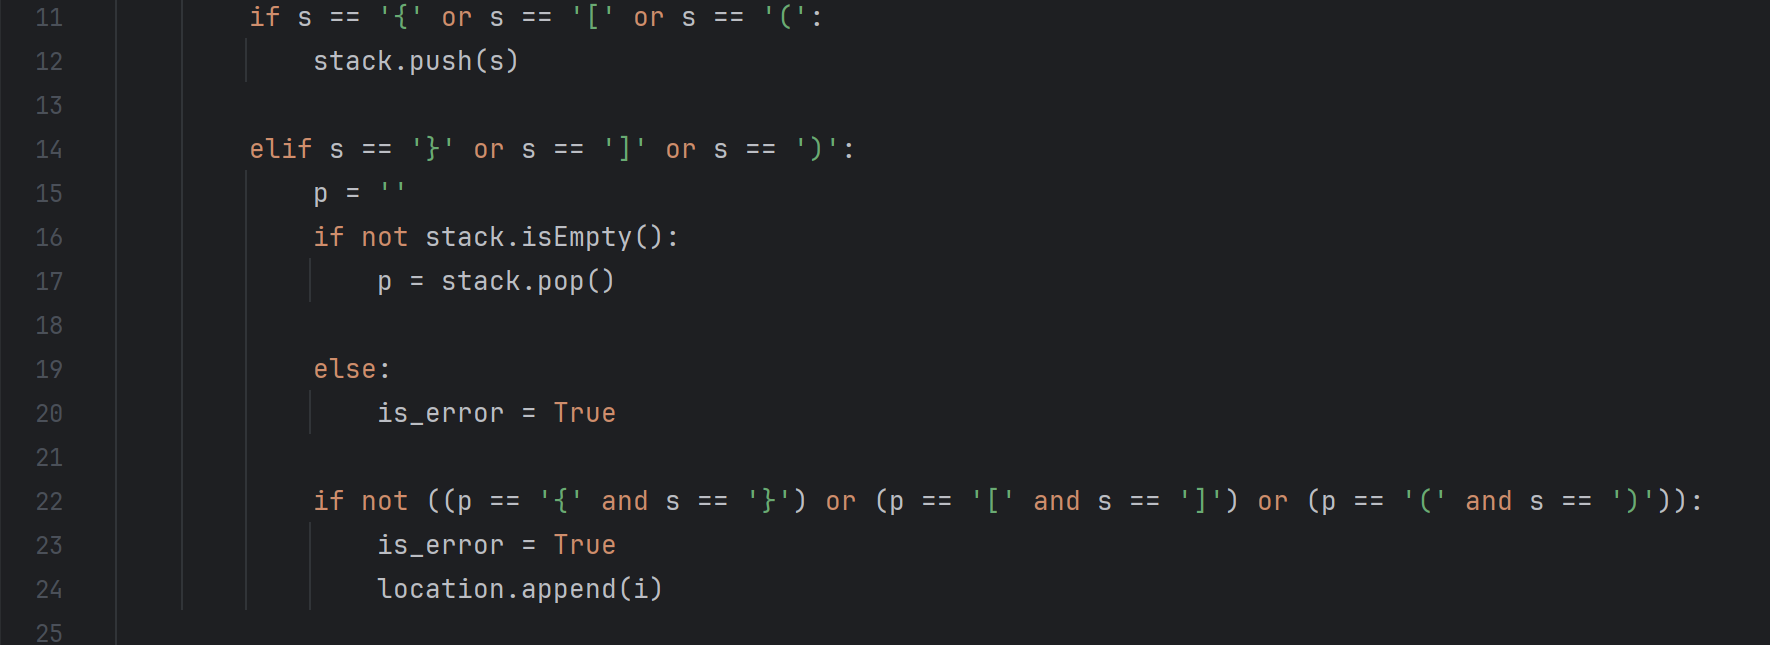 11 if s == '{' or s == '[' or s == '(':
12 stack.push(s)
13
14 elif s == '}' or s == ']' or s == ')':
15 p = ''
16 if not stack.isEmpty():
17 p = stack.pop()
18
19 else:
20 is_error = True
21
22 if not ((p == '{' and s == '}') or (p == '[' and s == ']') or (p == '(' and s == ')')):
23 is_error = True
24 location.append(i)
25